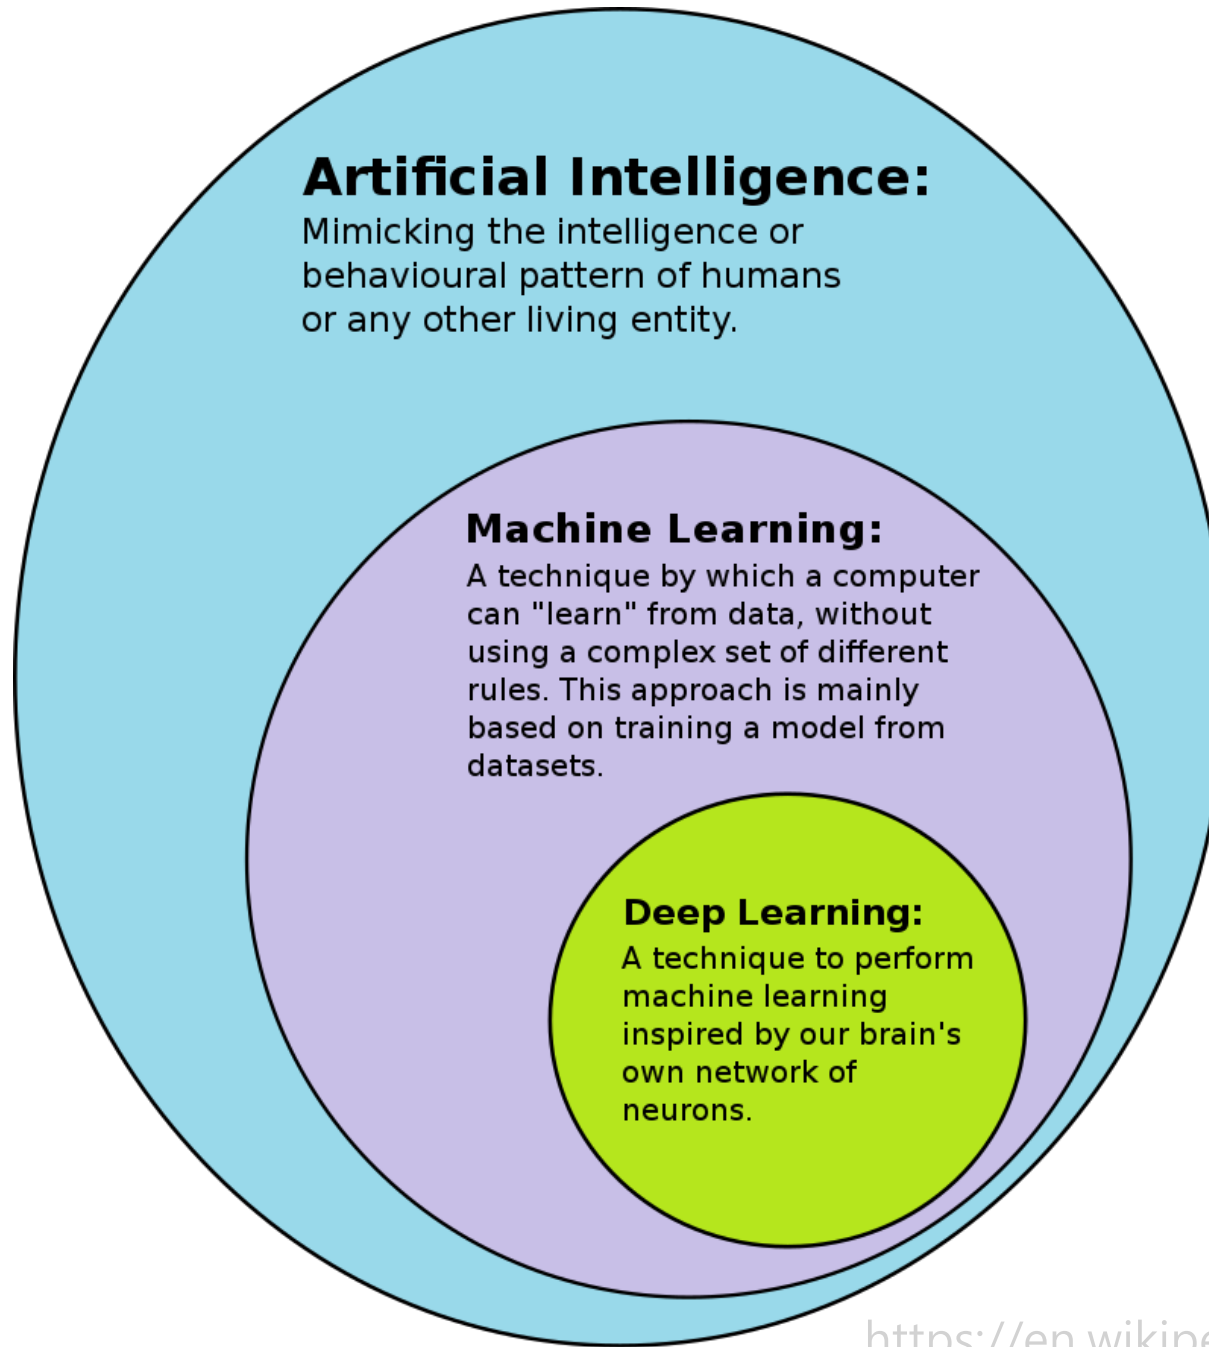 Artificial Intelligence:
Mimicking the intelligence or
behavioural pattern of humans
or any other living entity.
Machine Learning:
A technique by which a computer
can "learn" from data, without
using a complex set of different
rules. This approach is mainly
based on training a model from
datasets.
Deep Learning:
A technique to perform
machine learning
inspired by our brain's
own network of
neurons.